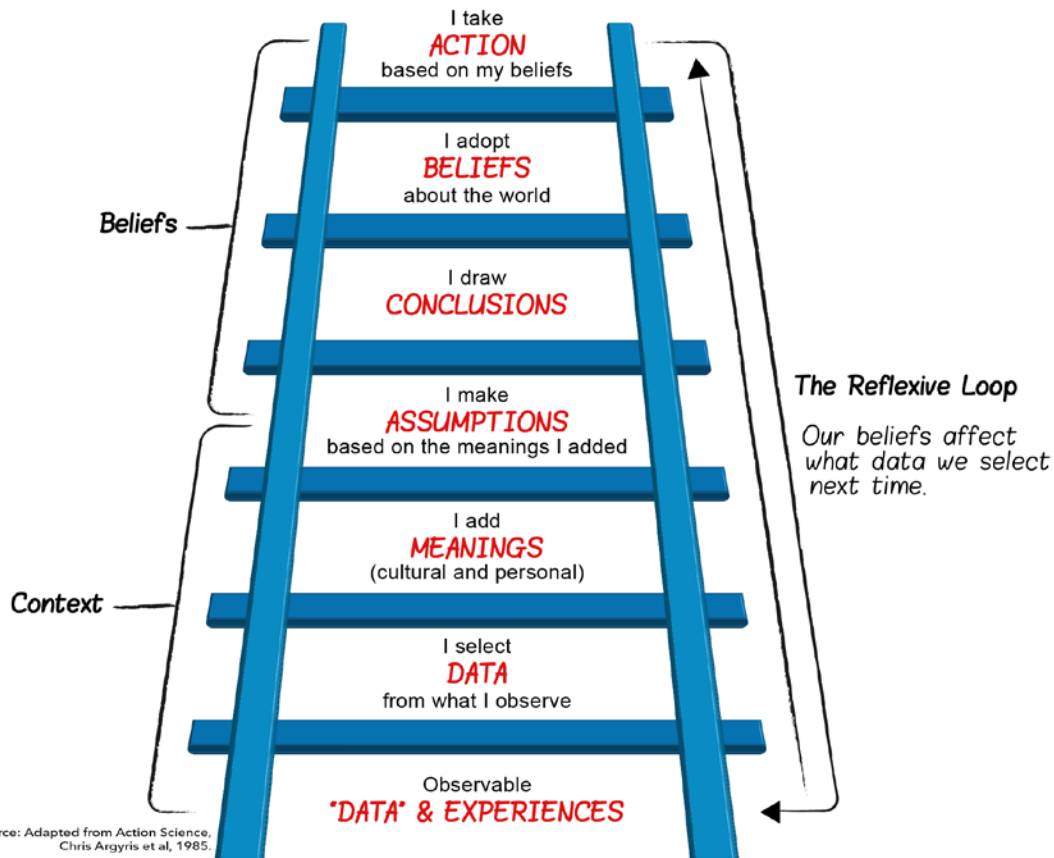 I take
ACTION
based on my beliefs
I adopt
BELIEFS
about the world
Beliefs
I draw
CONCLUSIONS
I make
ASSUMPTIONS
based on the meanings I added
The Reflexive Loop
Our beliefs affect
what data we select
next time.
I add
MEANINGS
(cultural and personal)
Context
I select
DATA
from what I observe
Observable
"DATA" & EXPERIENCES
Adapted from Action Science,
Chris Argyris et al, 1985.